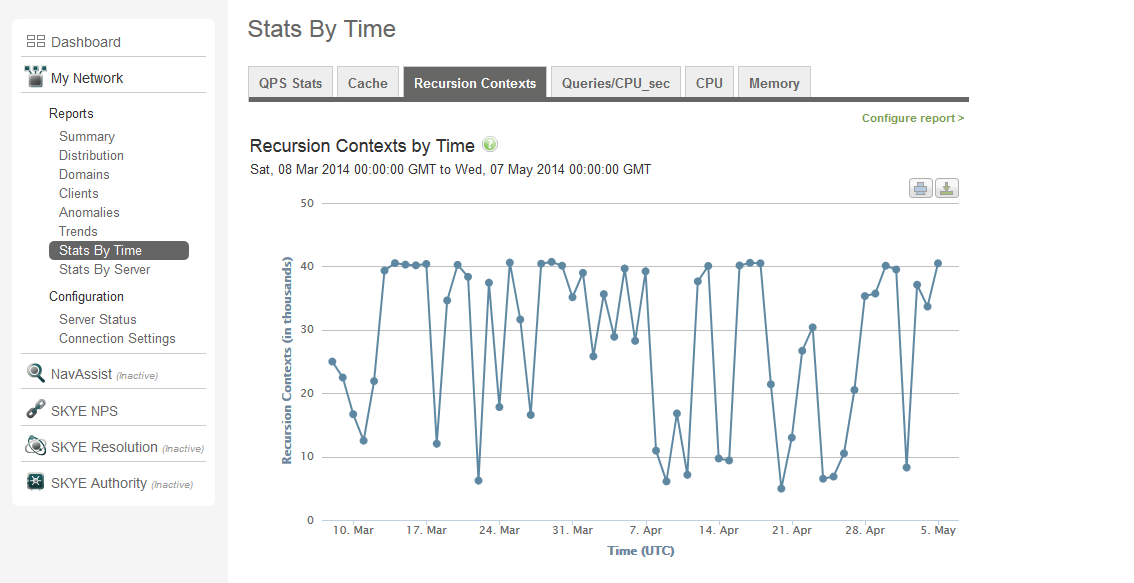 Dashboard
My Network
Reports
Summary
Distribution
Domains
Clients
Anomalies
Trends
Stats By Time
Stats By Server
Configuration
Server Status
Connection Settings
NavAssist (Inactive)
SKYE NPS
SKYE Resolution (Inactive)
SKYE Authority (Inactive)
Stats By Time
QPS Stats Cache Recursion Contexts Queries/CPU_sec CPU Memory
Configure report >
Recursion Contexts by Time ?
Sat, 08 Mar 2014 00:00:00 GMT to Wed, 07 May 2014 00:00:00 GMT
Recursion Contexts (in thousands)
50
40
30
20
10
0
10. Mar 17. Mar 24. Mar 31. Mar 7. Apr 14. Apr 21. Apr 28. Apr 5. May
Time (UTC)